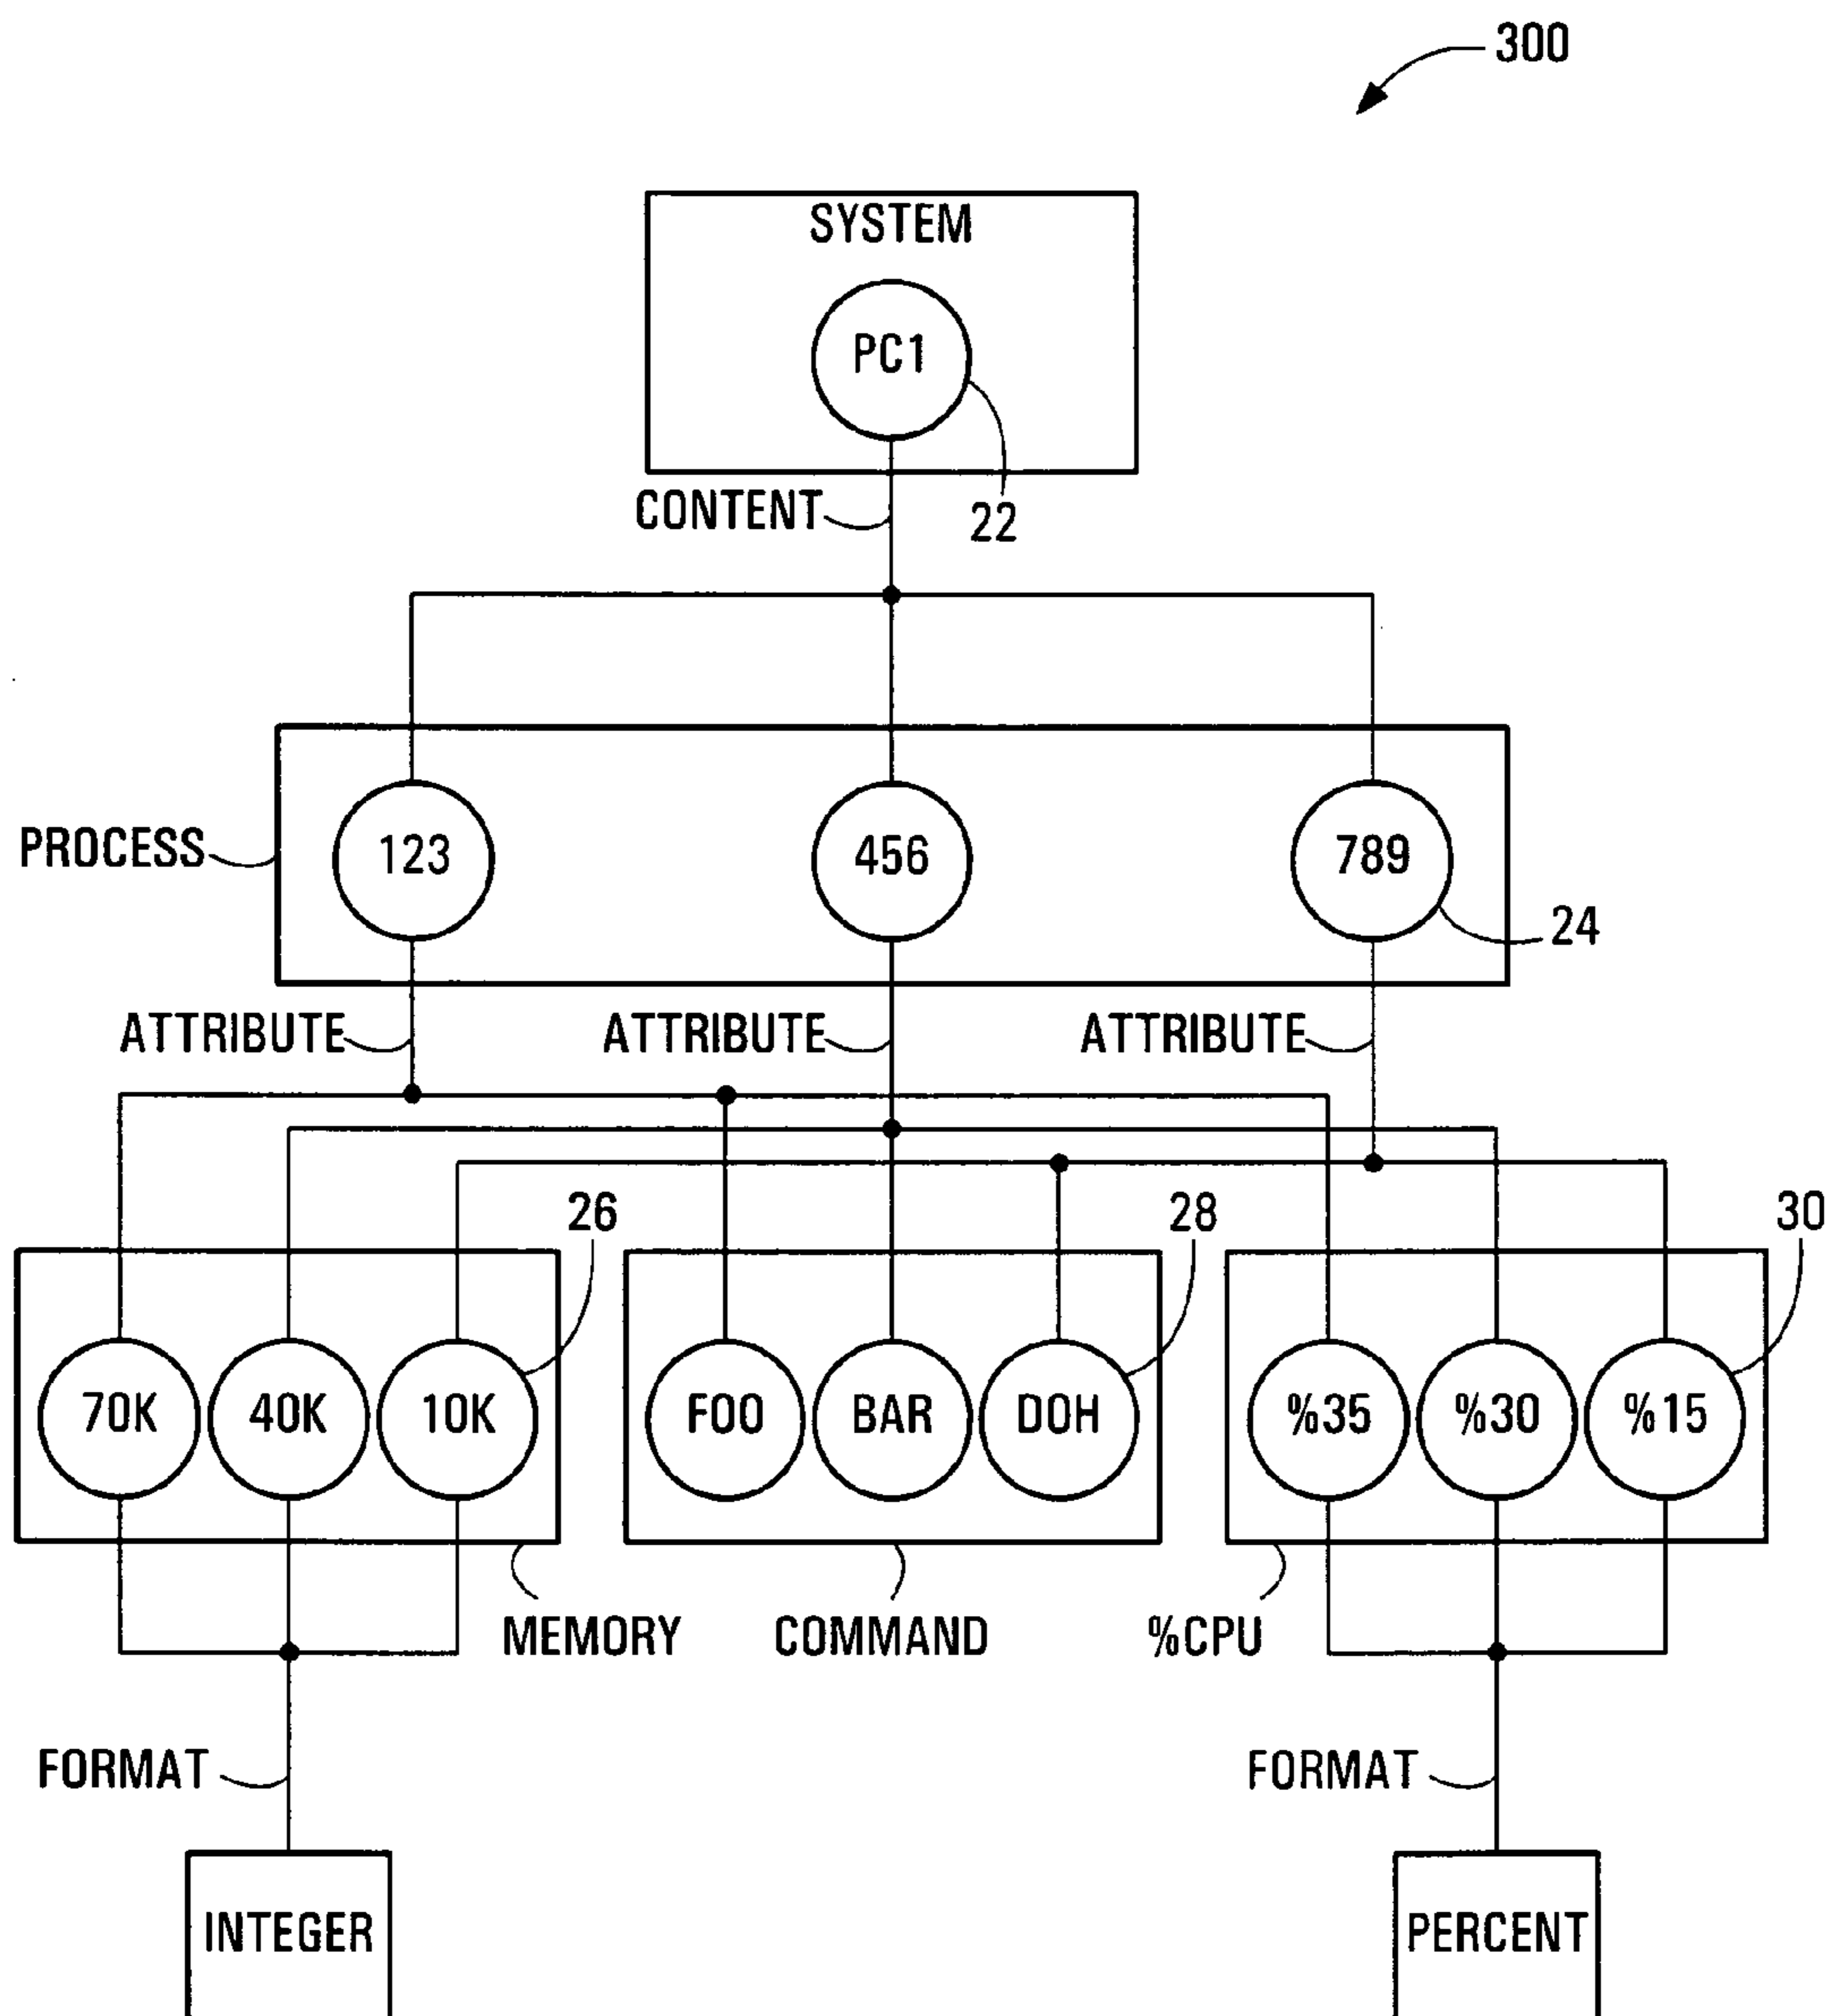 300
SYSTEM
PC1
CONTENT
22
PROCESS
123
456
789
24
ATTRIBUTE
ATTRIBUTE
ATTRIBUTE
26
28
30
70K
40K
10K
FOO
BAR
DOH
%35
%30
%15
MEMORY
COMMAND
%CPU
FORMAT
FORMAT
INTEGER
PERCENT